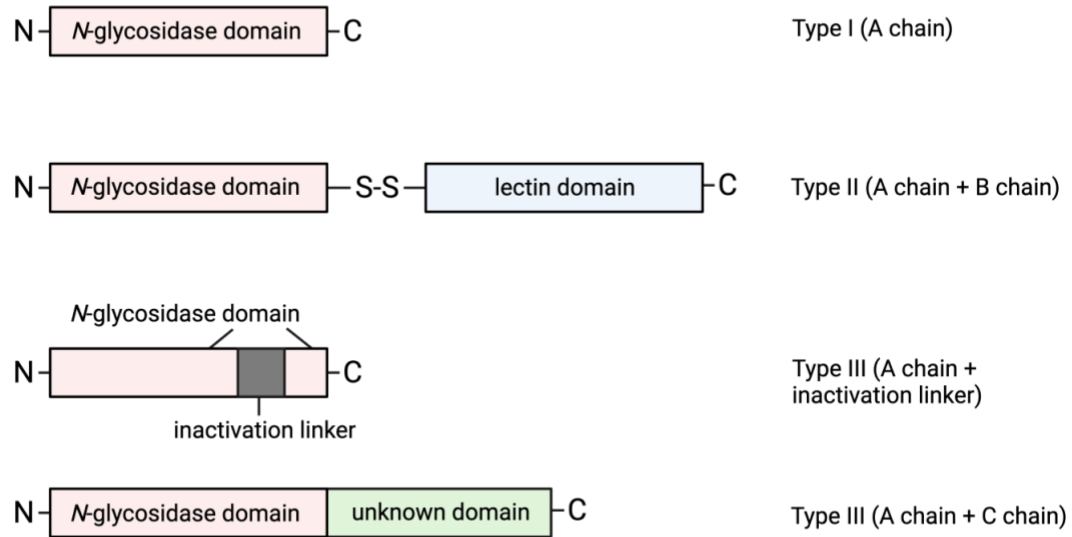 N N-glycosidase domain C Type I (A chain)
N N-glycosidase domain S-S lectin domain C Type II (A chain + B chain)
N-glycosidase domain
N C Type III (A chain +
inactivation linker)
inactivation linker
N N-glycosidase domain unknown domain C Type III (A chain + C chain)